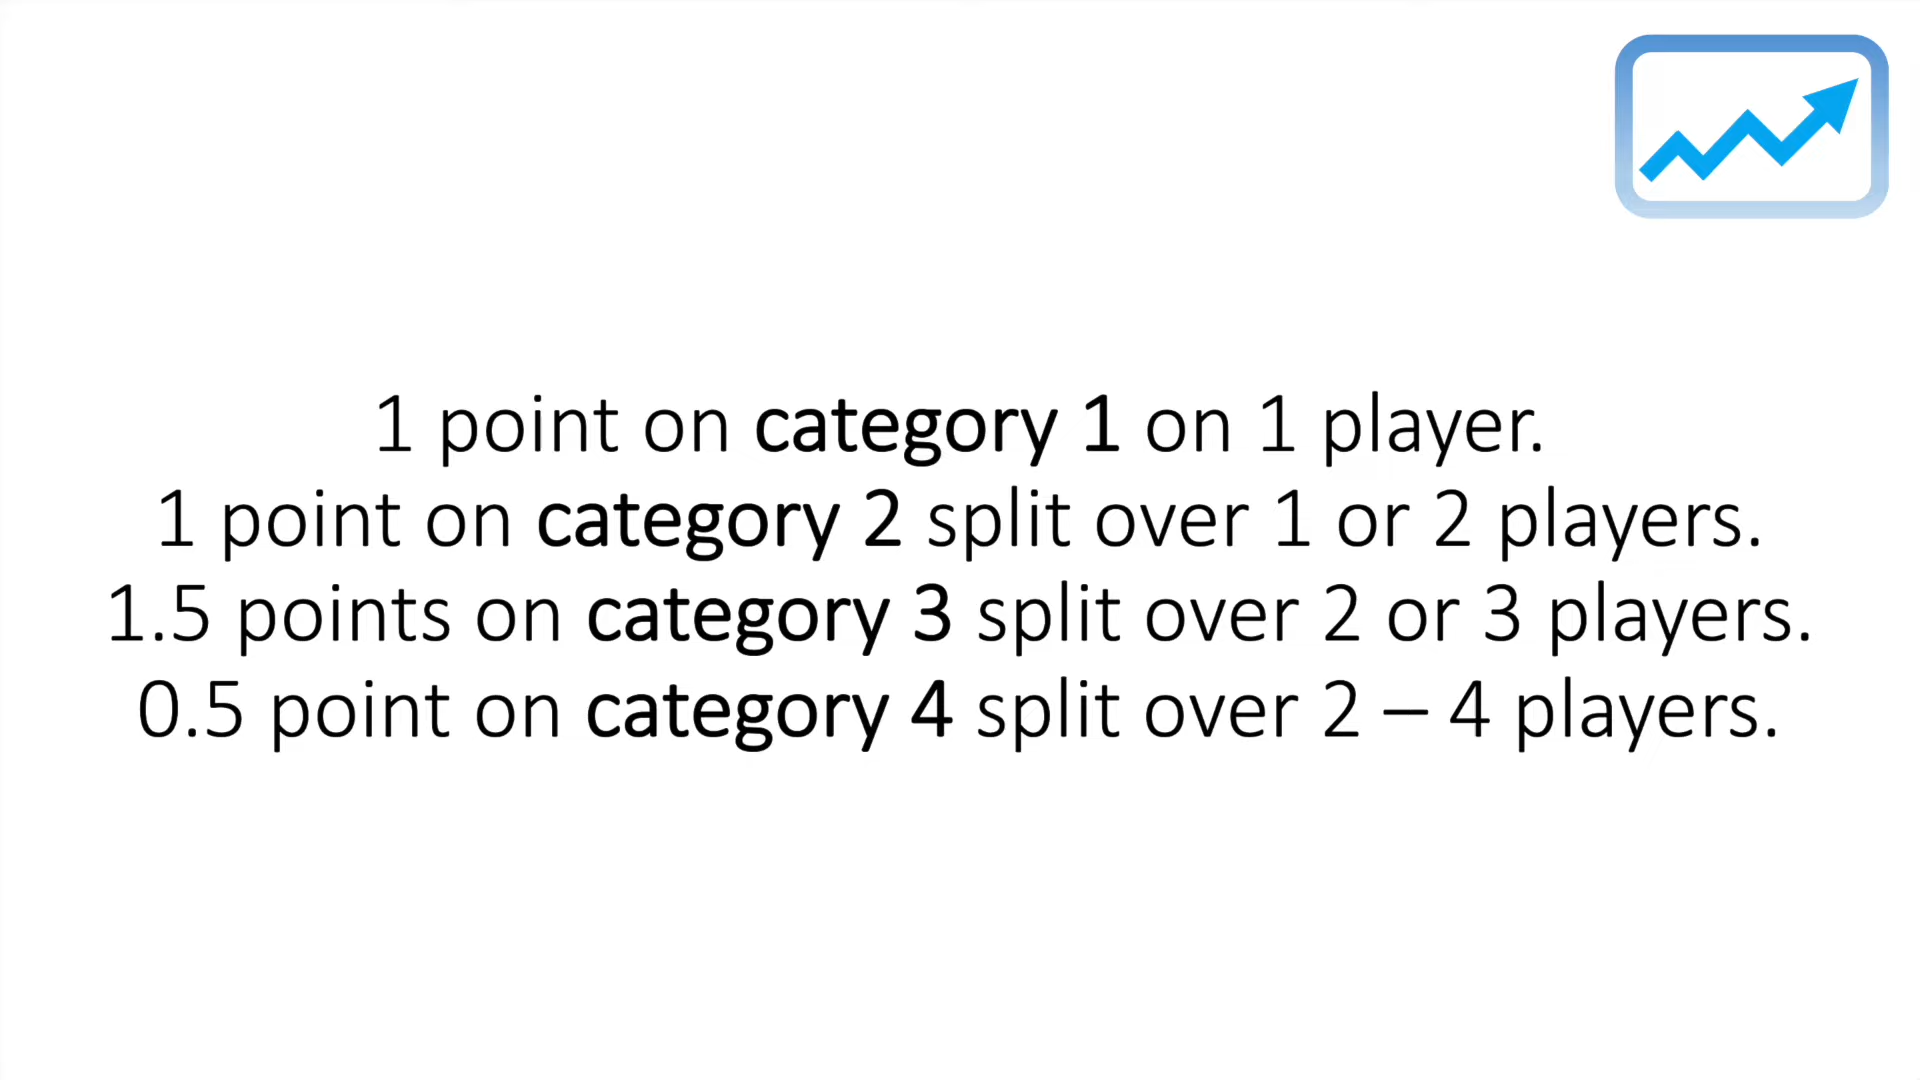 1 point on category 1 on 1 player.
1 point on category 2 split over 1 or 2 players.
1.5 points on category 3 split over 2 or 3 players.
0.5 point on category 4 split over 2 – 4 players.